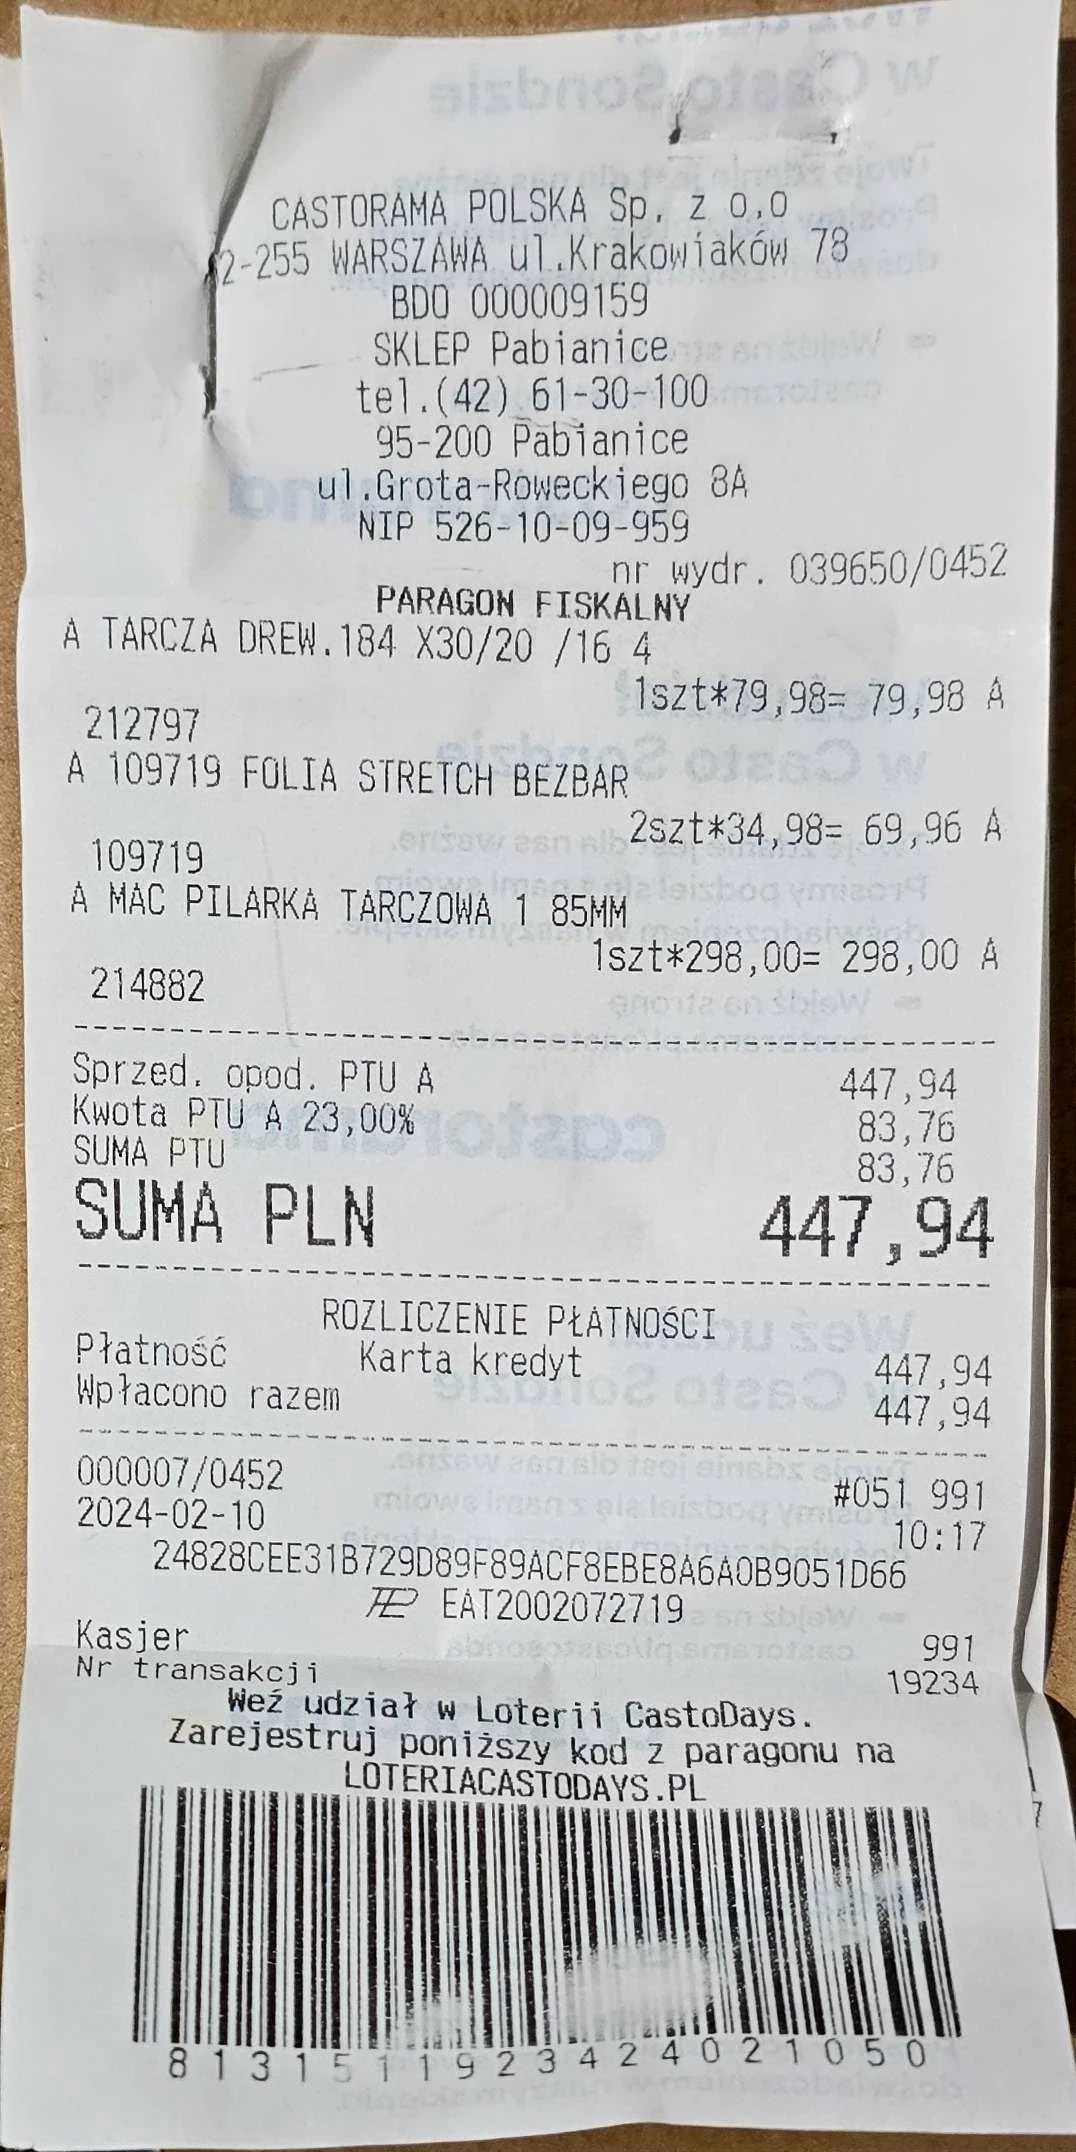 CASTORAMA POLSKA Sp. z o.o
2-255 WARSZAWA ul.Krakowiaków 78
BDO 000009159
SKLEP Pabianice
tel.(42) 61-30-100
95-200 Pabianice
ul.Grota-Roweckiego 8A
NIP 526-10-09-959
nr wydr. 039650/0452
PARAGON FISKALNY
A TARCZA DREW.184 X30/20 /16 4
1szt*79,98= 79,98 A
212797
A 109719 FOLIA STRETCH BEZBAR
2szt*34,98= 69,96 A
109719
A MAC PILARKA TARCZOWA 1 85MM
1szt*298,00= 298,00 A
214882
Sprzed. opod. PTU A 447,94
Kwota PTU A 23,00% 83,76
SUMA PTU 83,76
SUMA PLN 447,94
ROZLICZENIE PŁATNOŚCI
Płatność Karta kredyt 447,94
Wpłacono razem 447,94
000007/0452 #051 991
2024-02-10 10:17
24828CEE31B729D89F89ACF8EBE8A6A0B9051D66
EAT2002072719
Kasjer 991
Nr transakcji 19234
Weź udział w Loterii CastoDays.
Zarejestruj poniższy kod z paragonu na
LOTERIACASTODAYS.PL
8131511923424021050